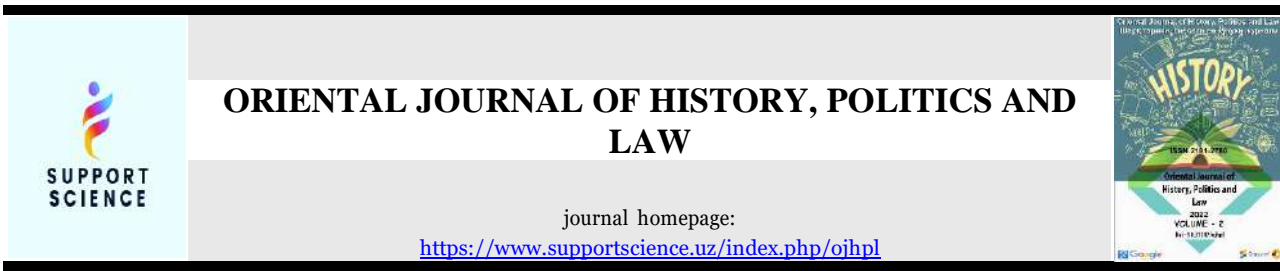 SUPPORT
SCIENCE
ORIENTAL JOURNAL OF HISTORY, POLITICS AND
LAW
journal homepage:
https://www.supportscience.uz/index.php/ojhpl
HISTORY
Oriental Journal of
History, Politics and
Law
2022
VOLUME - 2